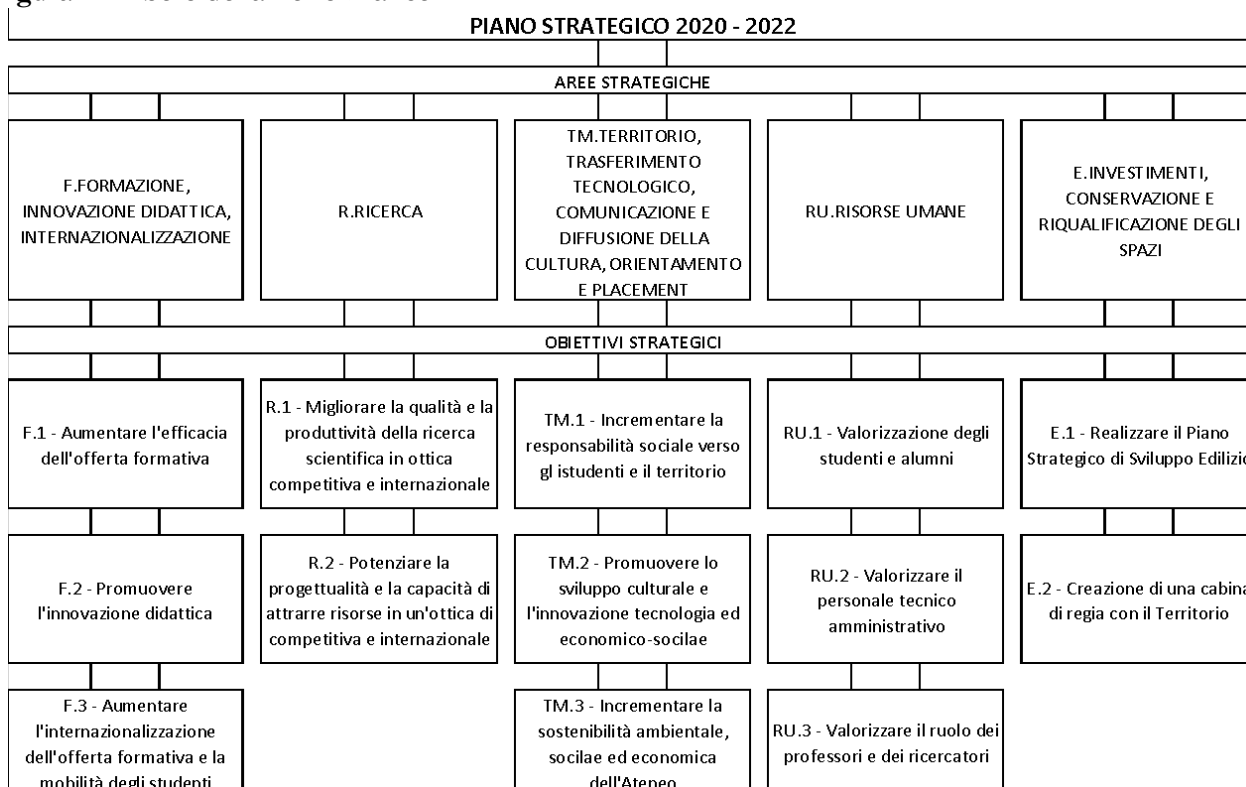 PIANO STRATEGICO 2020 - 2022
AREE STRATEGICHE
F.FORMAZIONE,
INNOVAZIONE DIDATTICA,
INTERNAZIONALIZZAZIONE
R.RICERCA
TM.TERRITORIO,
TRASFERIMENTO
TECNOLOGICO,
COMUNICAZIONE E
DIFFUSIONE DELLA
CULTURA, ORIENTAMENTO
E PLACEMENT
RU.RISORSE UMANE
E.INVESTIMENTI,
CONSERVAZIONE E
RIQUALIFICAZIONE DEGLI
SPAZI
OBIETTIVI STRATEGICI
F.1 - Aumentare l'efficacia
dell'offerta formativa
R.1 - Migliorare la qualità e la
produttività della ricerca
scientifica in ottica
competitiva e internazionale
TM.1 - Incrementare la
responsabilità sociale verso
gl istudenti e il territorio
RU.1 - Valorizzazione degli
studenti e alumni
E.1 - Realizzare il Piano
Strategico di Sviluppo Edilizio
F.2 - Promuovere
l'innovazione didattica
R.2 - Potenziare la
progettualità e la capacità di
attrarre risorse in un'ottica di
competitiva e internazionale
TM.2 - Promuovere lo
sviluppo culturale e
l'innovazione tecnologia ed
economico-socilae
RU.2 - Valorizzare il
personale tecnico
amministrativo
E.2 - Creazione di una cabina
di regia con il Territorio
F.3 - Aumentare
l'internazionalizzazione
dell'offerta formativa e la
mobilità degli studenti
TM.3 - Incrementare la
sostenibilità ambientale,
socilae ed economica
dell'Ateneo
RU.3 - Valorizzare il ruolo dei
professori e dei ricercatori